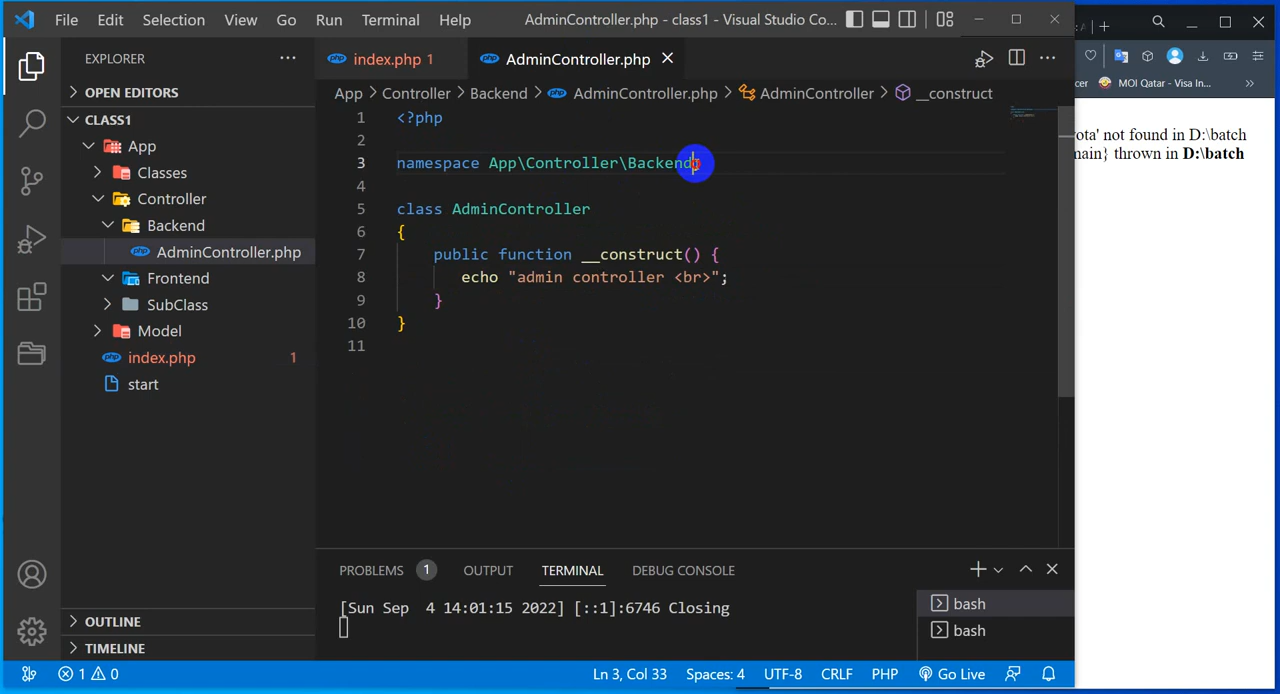 File Edit Selection View Go Run Terminal Help AdminController.php - class1 - Visual Studio Co...
EXPLORER
OPEN EDITORS
CLASS1
App
Classes
Controller
Backend
AdminController.php
Frontend
SubClass
Model
index.php 1
start
OUTLINE
TIMELINE
index.php 1 AdminController.php
App > Controller > Backend > AdminController.php > AdminController > __construct
1 <?php
2
3 namespace App\Controller\Backend
4
5 class AdminController
6 {
7 public function __construct() {
8 echo "admin controller <br>";
9 }
10 }
11
PROBLEMS 1 OUTPUT TERMINAL DEBUG CONSOLE
[Sun Sep 4 14:01:15 2022] [::1]:6746 Closing
bash
bash
1 0 Ln 3, Col 33 Spaces: 4 UTF-8 CRLF PHP Go Live
cer MOI Qatar - Visa In...
ota' not found in D:\batch
main} thrown in D:\batch